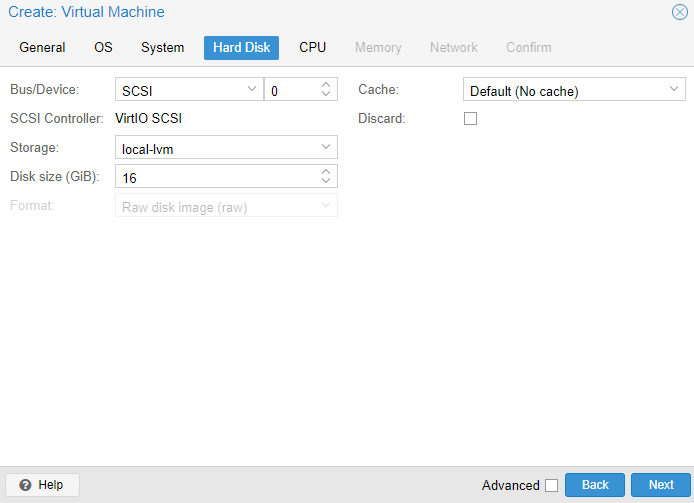 Create: Virtual Machine
General OS System Hard Disk CPU Memory Network Confirm
Bus/Device: SCSI 0 Cache: Default (No cache)
SCSI Controller: VirtIO SCSI Discard:
Storage: local-lvm
Disk size (GiB): 16
Format: Raw disk image (raw)
Help Advanced Back Next